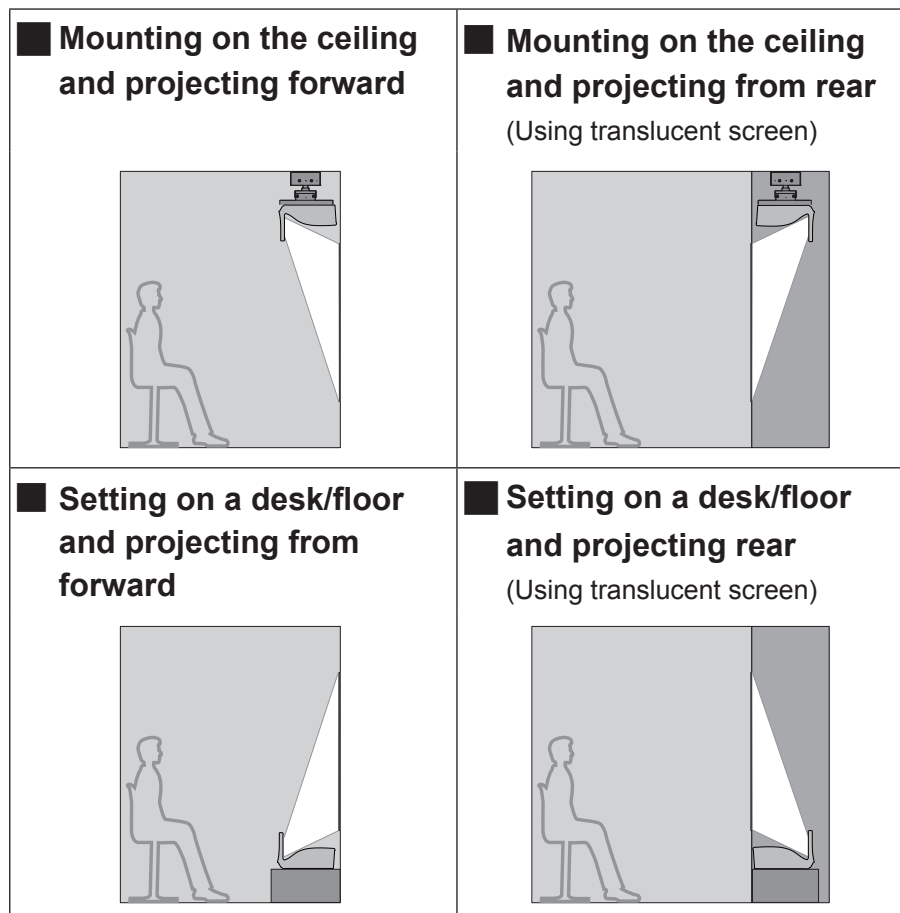 Mounting on the ceiling
and projecting forward
Mounting on the ceiling
and projecting from rear
(Using translucent screen)
Setting on a desk/floor
and projecting from
forward
Setting on a desk/floor
and projecting rear
(Using translucent screen)